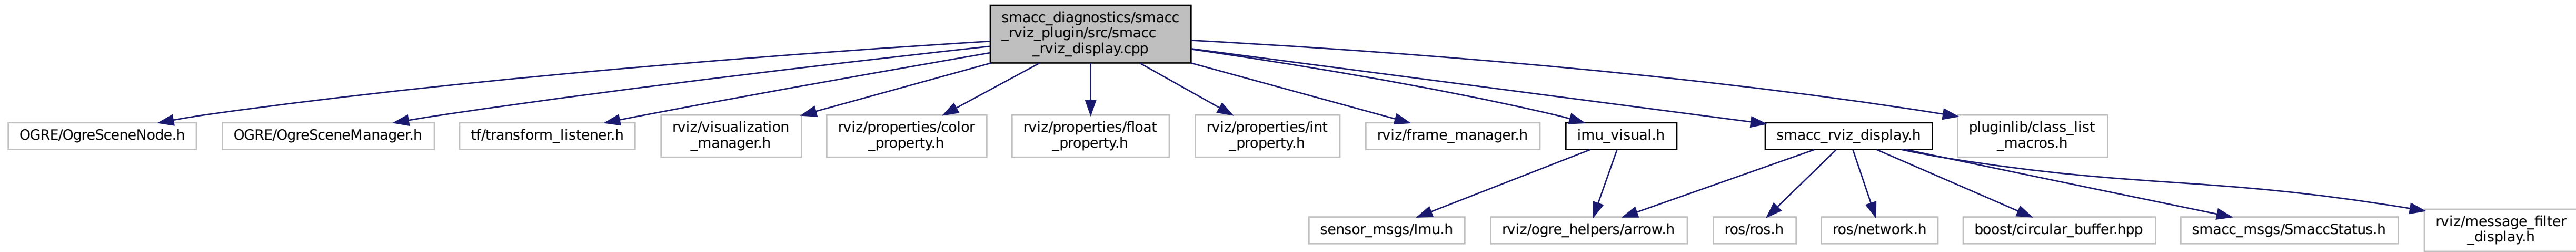 smacc_diagnostics/smacc
_rviz_plugin/src/smacc
_rviz_display.cpp
OGRE/OgreSceneNode.h
OGRE/OgreSceneManager.h
tf/transform_listener.h
rviz/visualization
_manager.h
rviz/properties/color
_property.h
rviz/properties/float
_property.h
rviz/properties/int
_property.h
rviz/frame_manager.h
imu_visual.h
smacc_rviz_display.h
pluginlib/class_list
_macros.h
sensor_msgs/Imu.h
rviz/ogre_helpers/arrow.h
ros/ros.h
ros/network.h
boost/circular_buffer.hpp
smacc_msgs/SmaccStatus.h
rviz/message_filter
_display.h